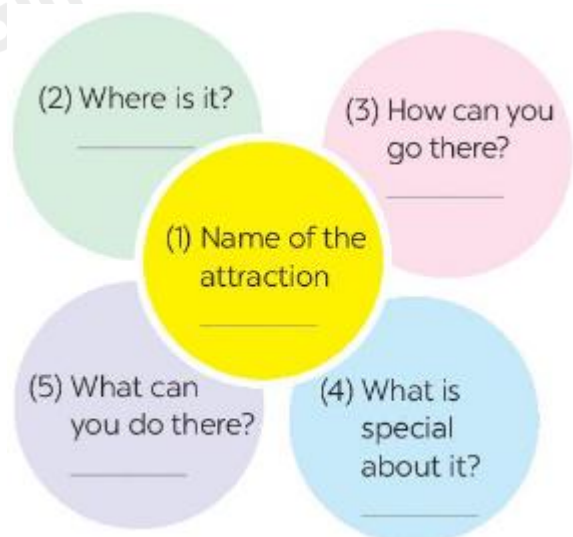 (1) Name of the
attraction
(2) Where is it?
(3) How can you
go there?
(4) What is
special
about it?
(5) What can
you do there?